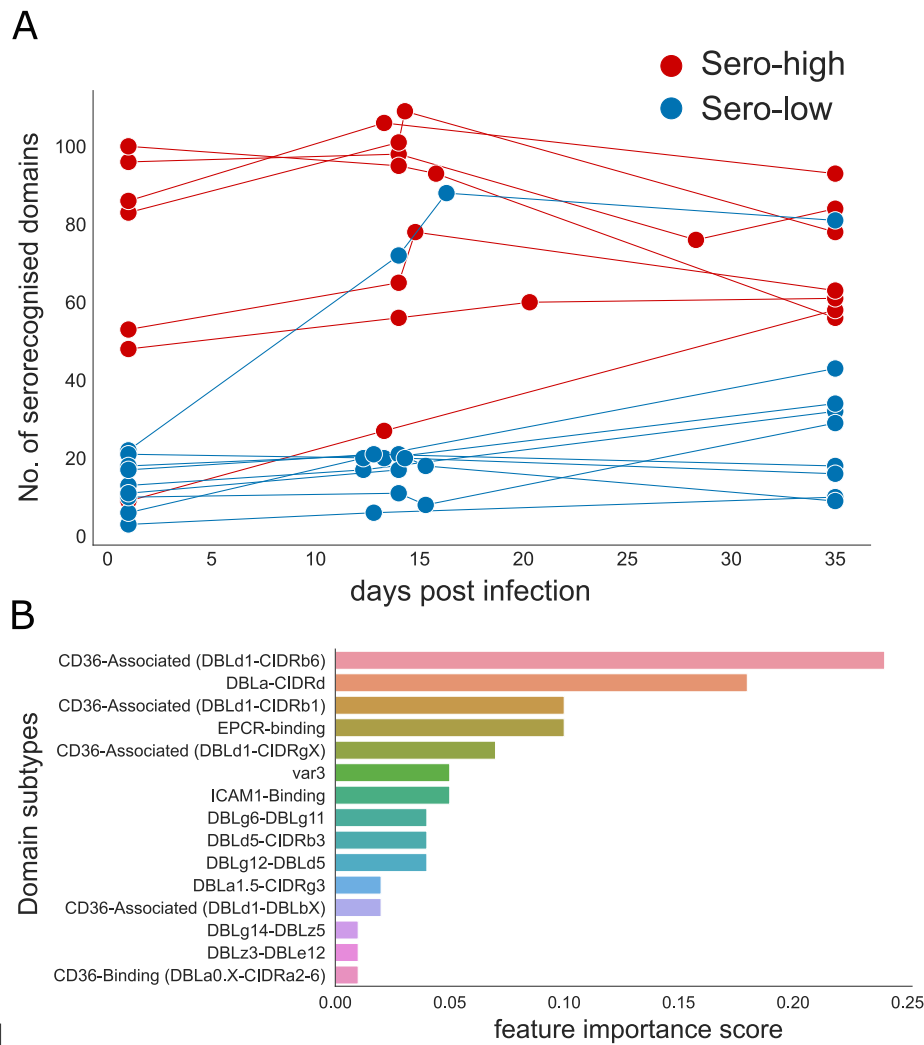 A
Sero-high
Sero-low
No. of serorecognised domains
100
80
60
40
20
0
0 5 10 15 20 25 30 35
days post infection
B
Domain subtypes
CD36-Associated (DBLd1-CIDRb6)
DBLa-CIDRd
CD36-Associated (DBLd1-CIDRb1)
EPCR-binding
CD36-Associated (DBLd1-CIDRgX)
var3
ICAM1-Binding
DBLg6-DBLg11
DBLd5-CIDRb3
DBLg12-DBLd5
DBLa1.5-CIDRg3
CD36-Associated (DBLd1-DBLbX)
DBLg14-DBLz5
DBLz3-DBLe12
CD36-Binding (DBLa0.X-CIDRa2-6)
0.00 0.05 0.10 0.15 0.20 0.25
feature importance score